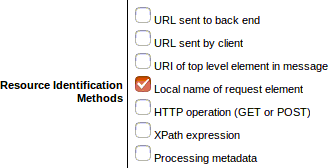 URL sent to back end
URL sent by client
URI of top level element in message
Resource Identification
Methods
Local name of request element
HTTP operation (GET or POST)
XPath expression
Processing metadata